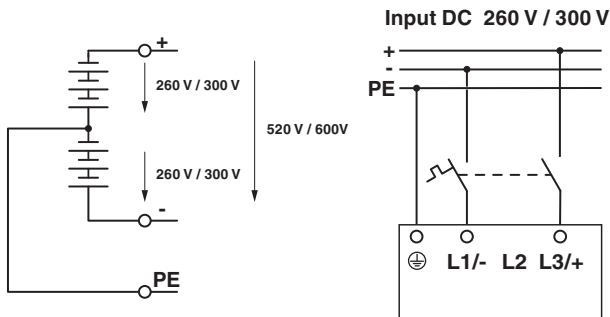 Input DC 260 V / 300 V
+
260 V / 300 V
520 V / 600V
260 V / 300 V
-
PE
+
-
PE
L1/- L2 L3/+